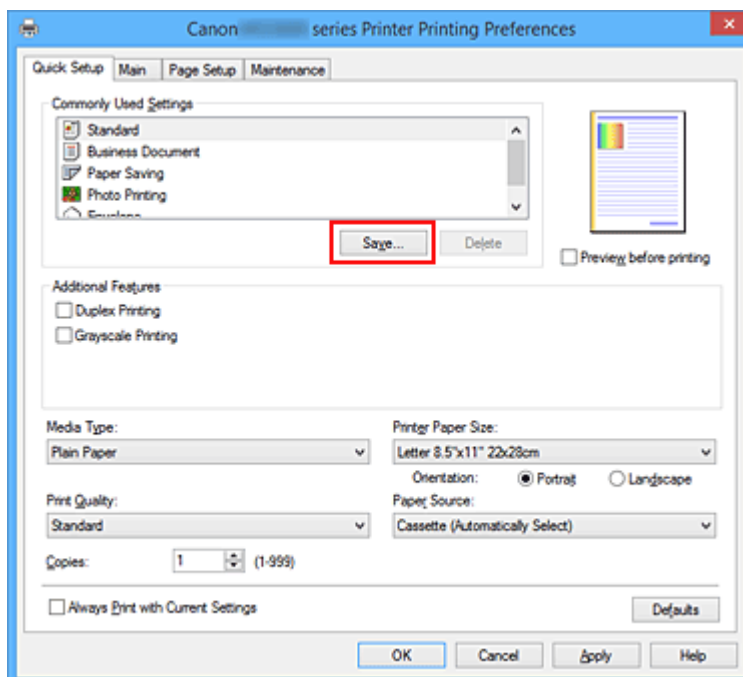 Canon series Printer Printing Preferences
Quick Setup Main Page Setup Maintenance
Commonly Used Settings
Standard
Business Document
Paper Saving
Photo Printing
Save... Delete
Preview before printing
Additional Features
Duplex Printing
Grayscale Printing
Media Type:
Plain Paper
Printer Paper Size:
Letter 8.5"x11" 22x28cm
Orientation: Portrait Landscape
Print Quality:
Standard
Paper Source:
Cassette (Automatically Select)
Copies: 1 (1-999)
Always Print with Current Settings
Defaults
OK Cancel Apply Help